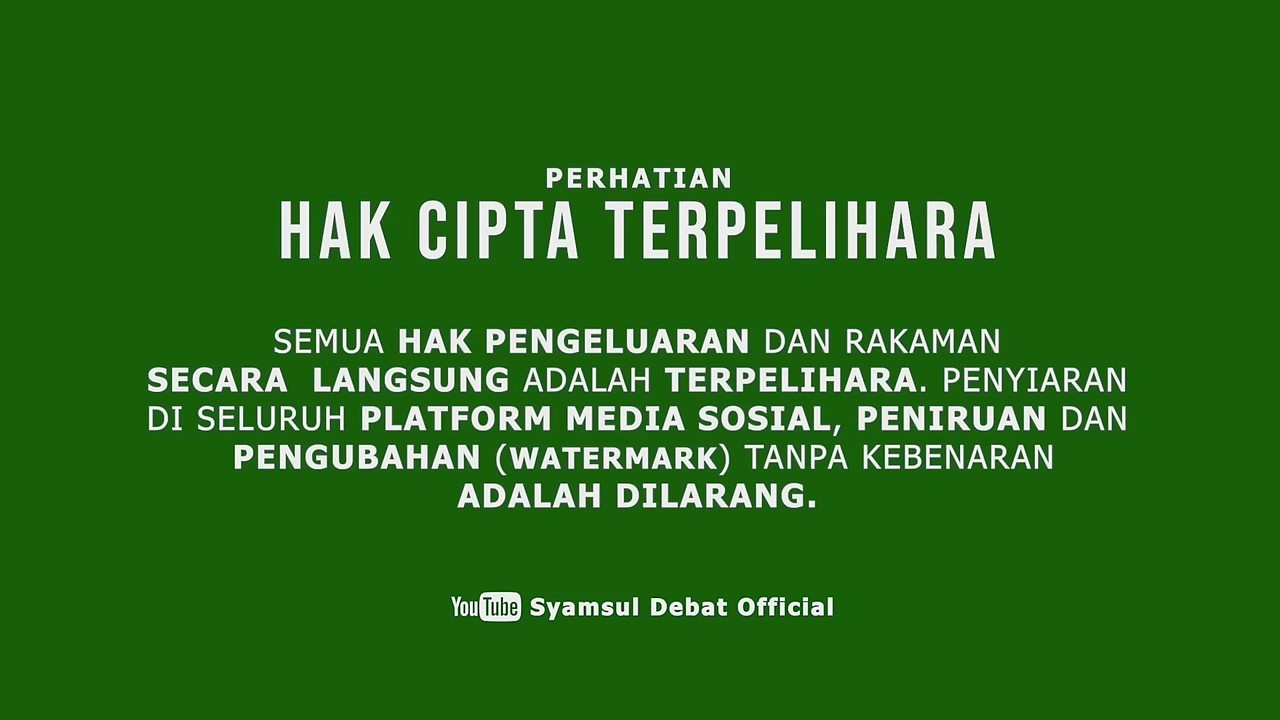 PERHATIAN
HAK CIPTA TERPELIHARA
SEMUA HAK PENGELUARAN DAN RAKAMAN
SECARA LANGSUNG ADALAH TERPELIHARA. PENYIARAN
DI SELURUH PLATFORM MEDIA SOSIAL, PENIRUAN DAN
PENGUBAHAN (WATERMARK) TANPA KEBENARAN
ADALAH DILARANG.
YouTube Syamsul Debat Official